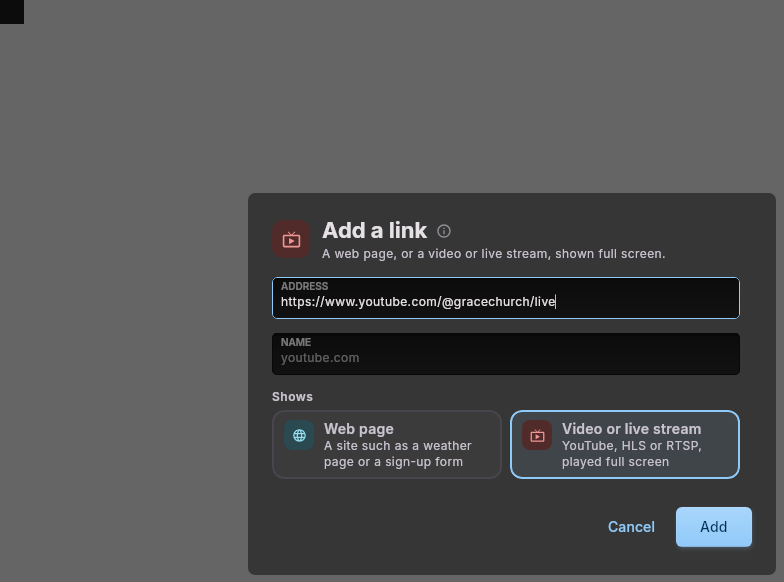 Add a link
A web page, or a video or live stream, shown full screen.
ADDRESS
https://www.youtube.com/@gracechurch/live
NAME
youtube.com
Shows
Web page
A site such as a weather
page or a sign-up form
Video or live stream
YouTube, HLS or RTSP,
played full screen
Cancel
Add